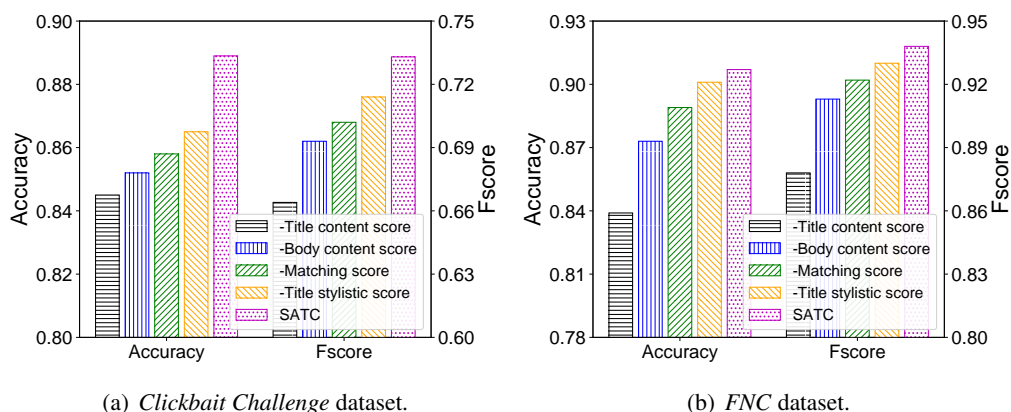 0.90
0.88
0.86
0.84
0.82
0.80
Accuracy
0.75
0.72
0.69
0.66
0.63
0.60
Fscore
-Title content score
-Body content score
-Matching score
-Title stylistic score
SATC
Accuracy
Fscore
(a) Clickbait Challenge dataset.
0.93
0.90
0.87
0.84
0.81
0.78
Accuracy
0.95
0.92
0.89
0.86
0.83
0.80
Fscore
-Title content score
-Body content score
-Matching score
-Title stylistic score
SATC
Accuracy
Fscore
(b) FNC dataset.